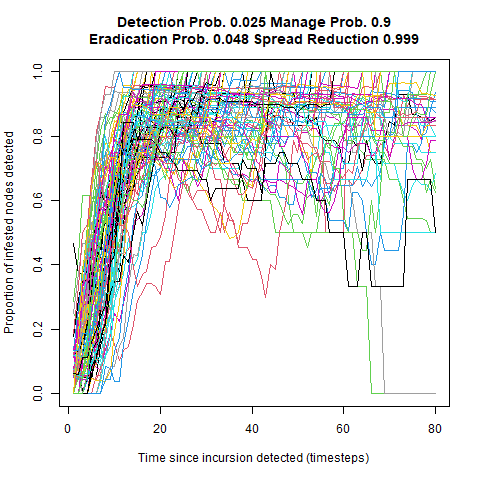 Detection Prob. 0.025 Manage Prob. 0.9
Eradication Prob. 0.048 Spread Reduction 0.999
Proportion of infested nodes detected
1.0
0.8
0.6
0.4
0.2
0.0
0 20 40 60 80
Time since incursion detected (timesteps)